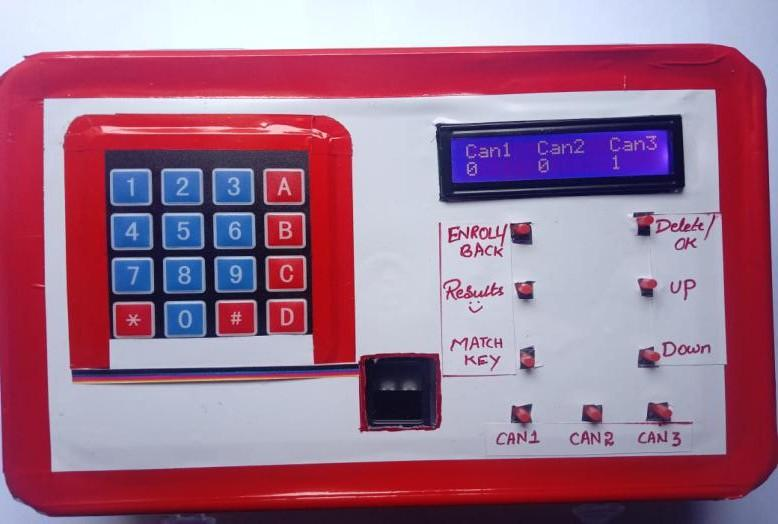 1 2 3 A
4 5 6 B
7 8 9 C
* 0 # D
Can1 Can2 Can3
0 0 1
ENROLL/
BACK
Delete/
OK
Results
UP
MATCH
KEY
Down
CAN1 CAN2 CAN3